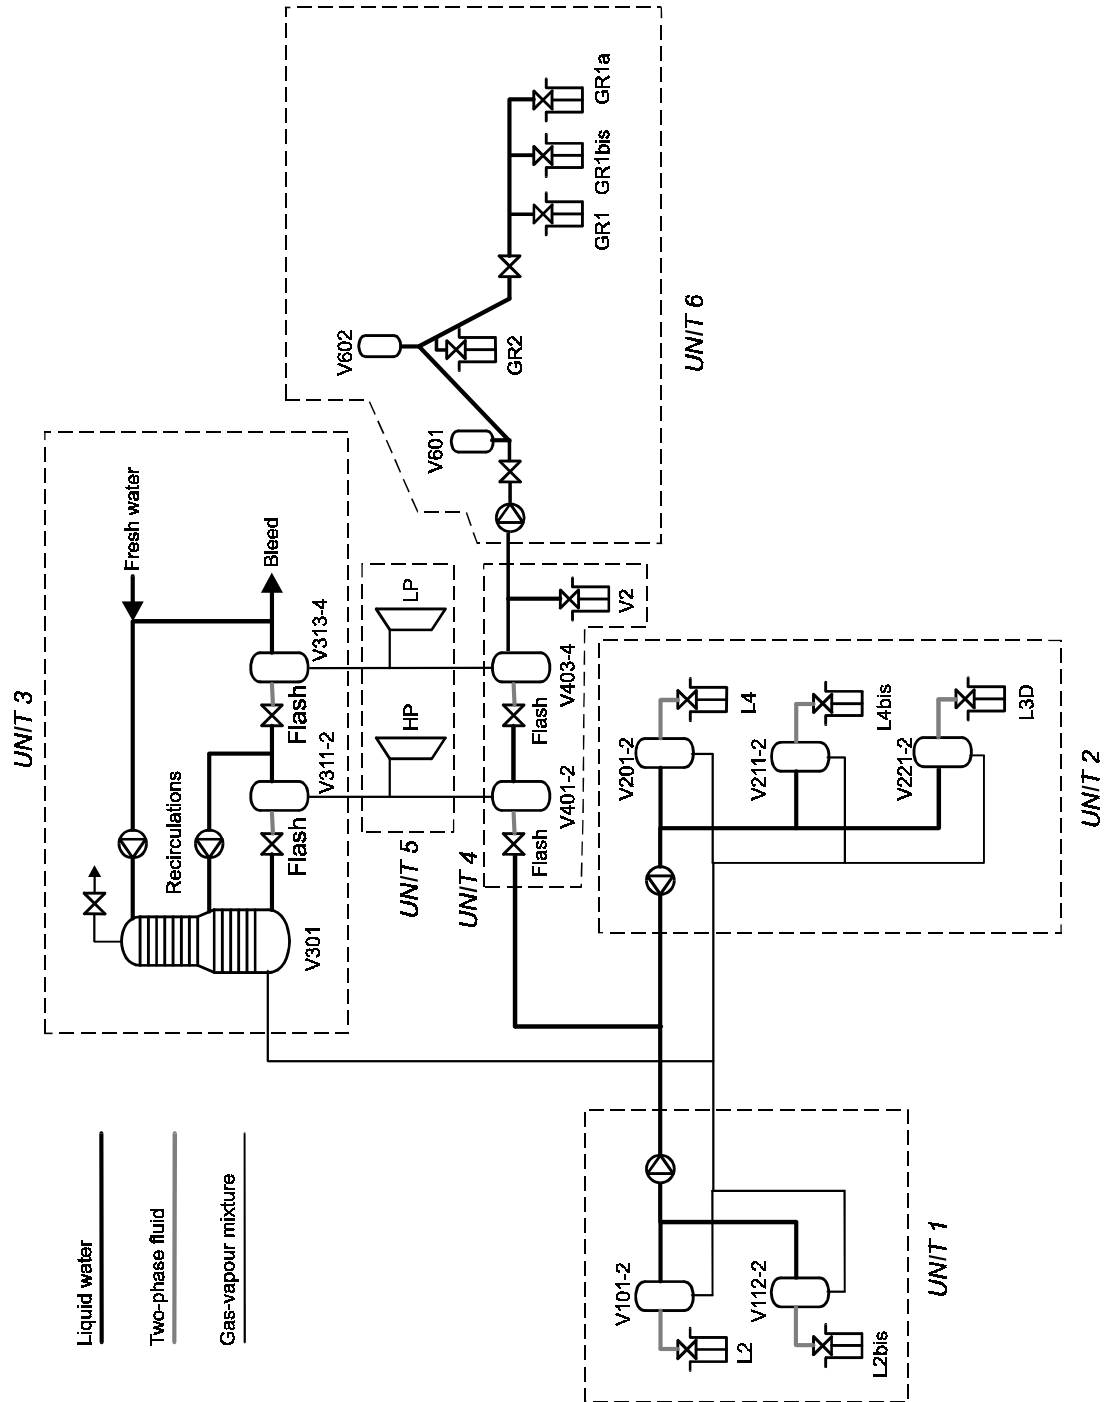 Liquid water
Two-phase fluid
Gas-vapour mixture
UNIT 3
V301
Recirculations
Flash
V311-2
Flash
V313-4
Fresh water
Bleed
UNIT 5
HP
LP
UNIT 4
Flash
V401-2
Flash
V403-4
V2
V601
V602
GR2
GR1
GR1bis
GR1a
UNIT 6
UNIT 1
V101-2
L2
V112-2
L2bis
UNIT 2
V201-2
L4
V211-2
L4bis
V221-2
L3D